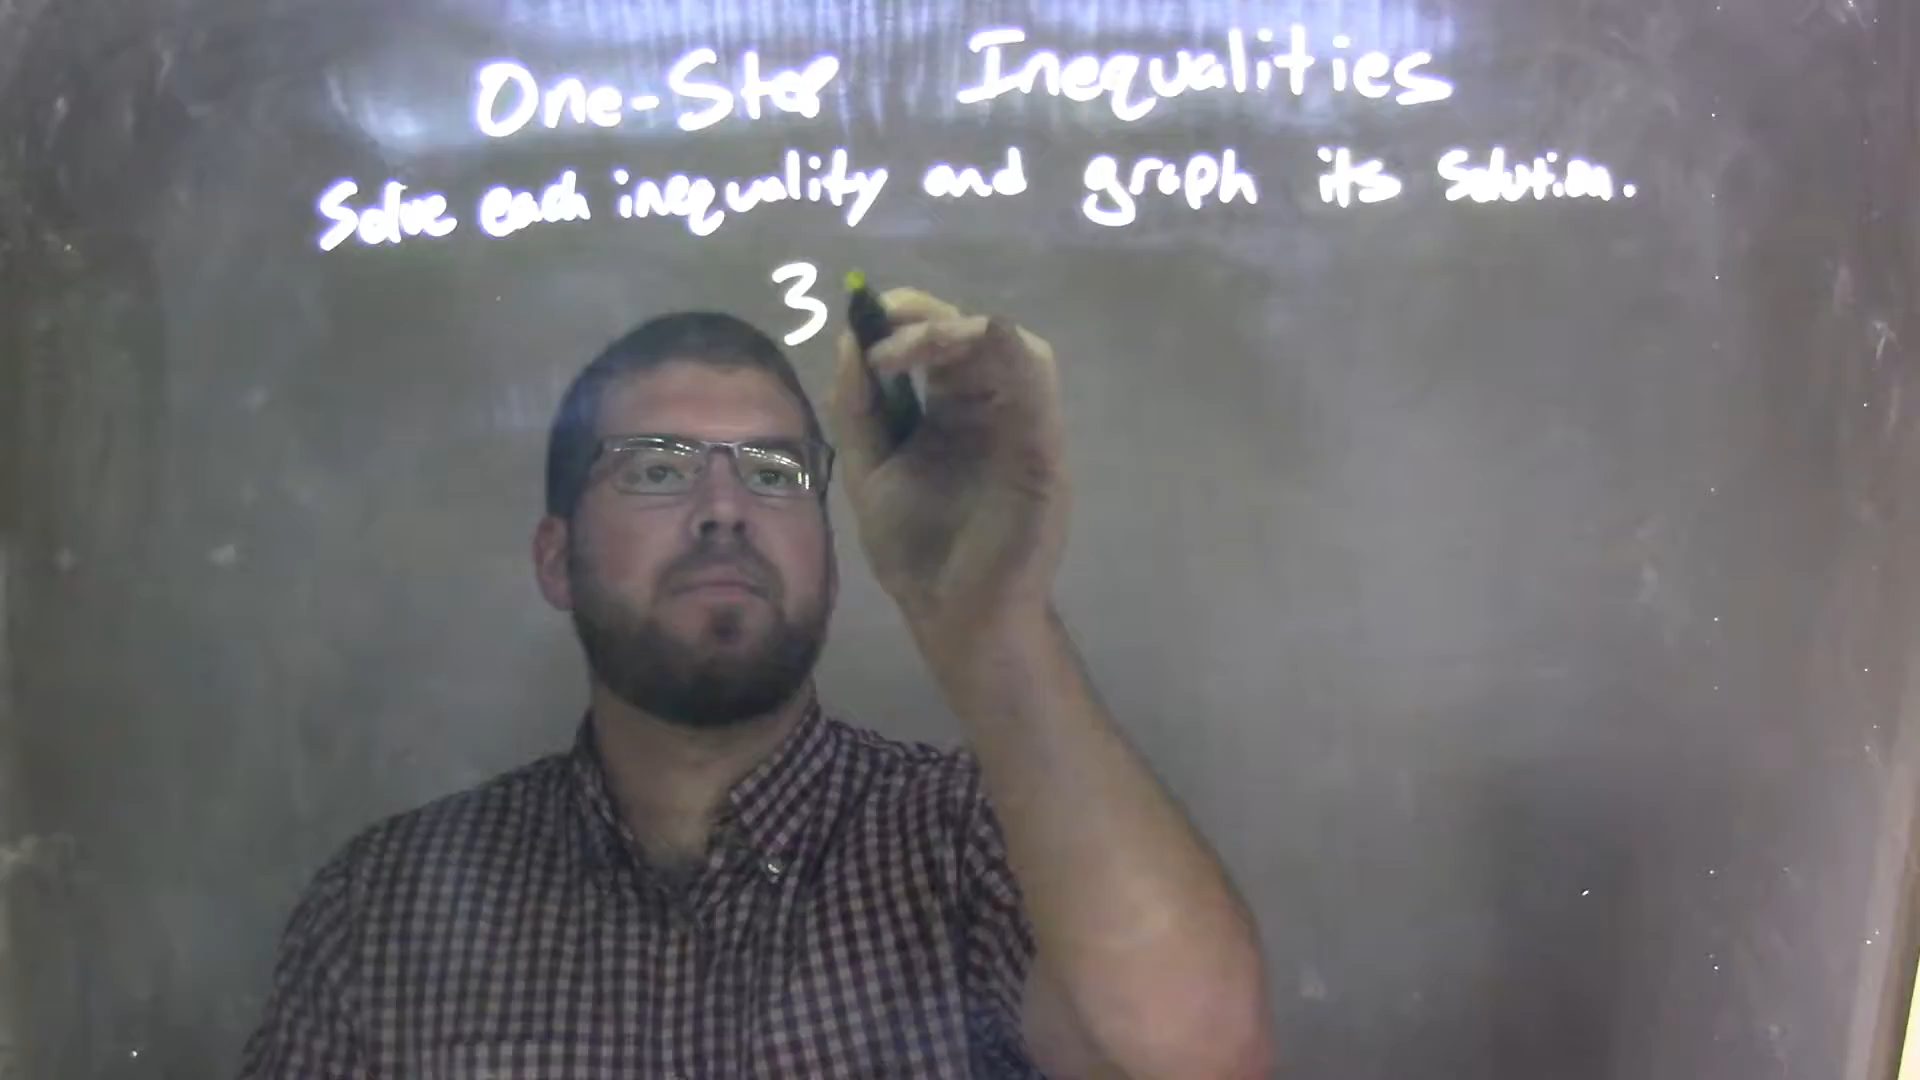 One-Step Inequalities
Solve each inequality and graph its solution.
3